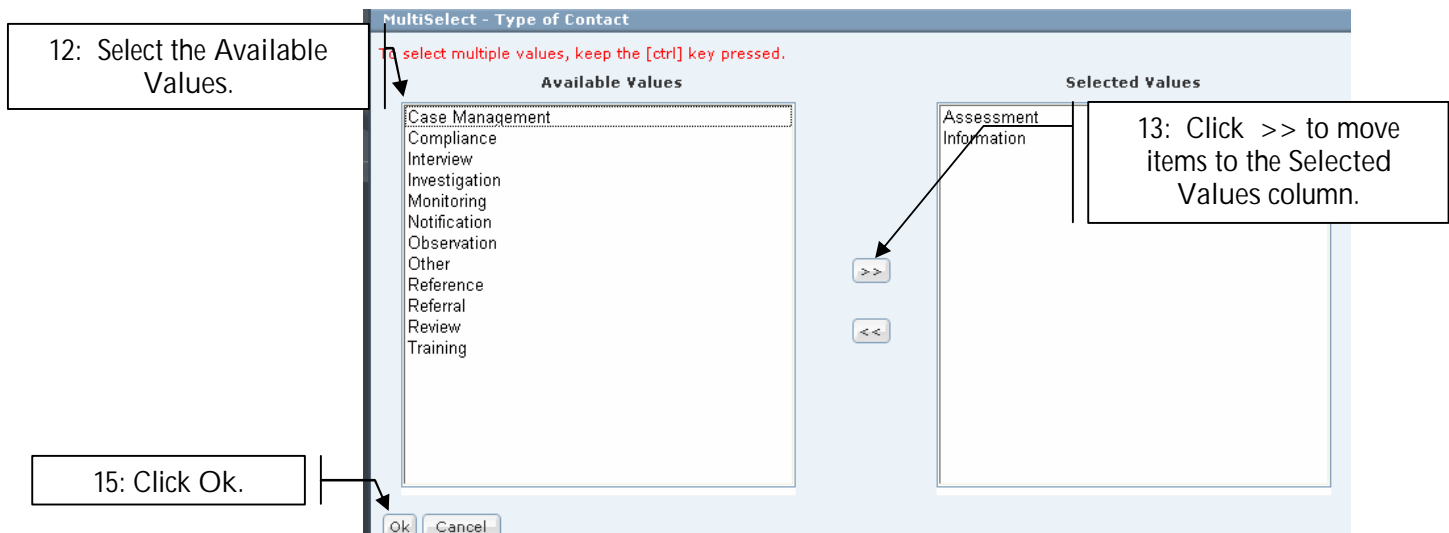 MultiSelect - Type of Contact
12: Select the Available
Values.
To select multiple values, keep the [ctrl] key pressed.
Available Values
Selected Values
Case Management
Compliance
Interview
Investigation
Monitoring
Notification
Observation
Other
Reference
Referral
Review
Training
>>
<<
Assessment
Information
13: Click >> to move
items to the Selected
Values column.
15: Click Ok.
Ok Cancel